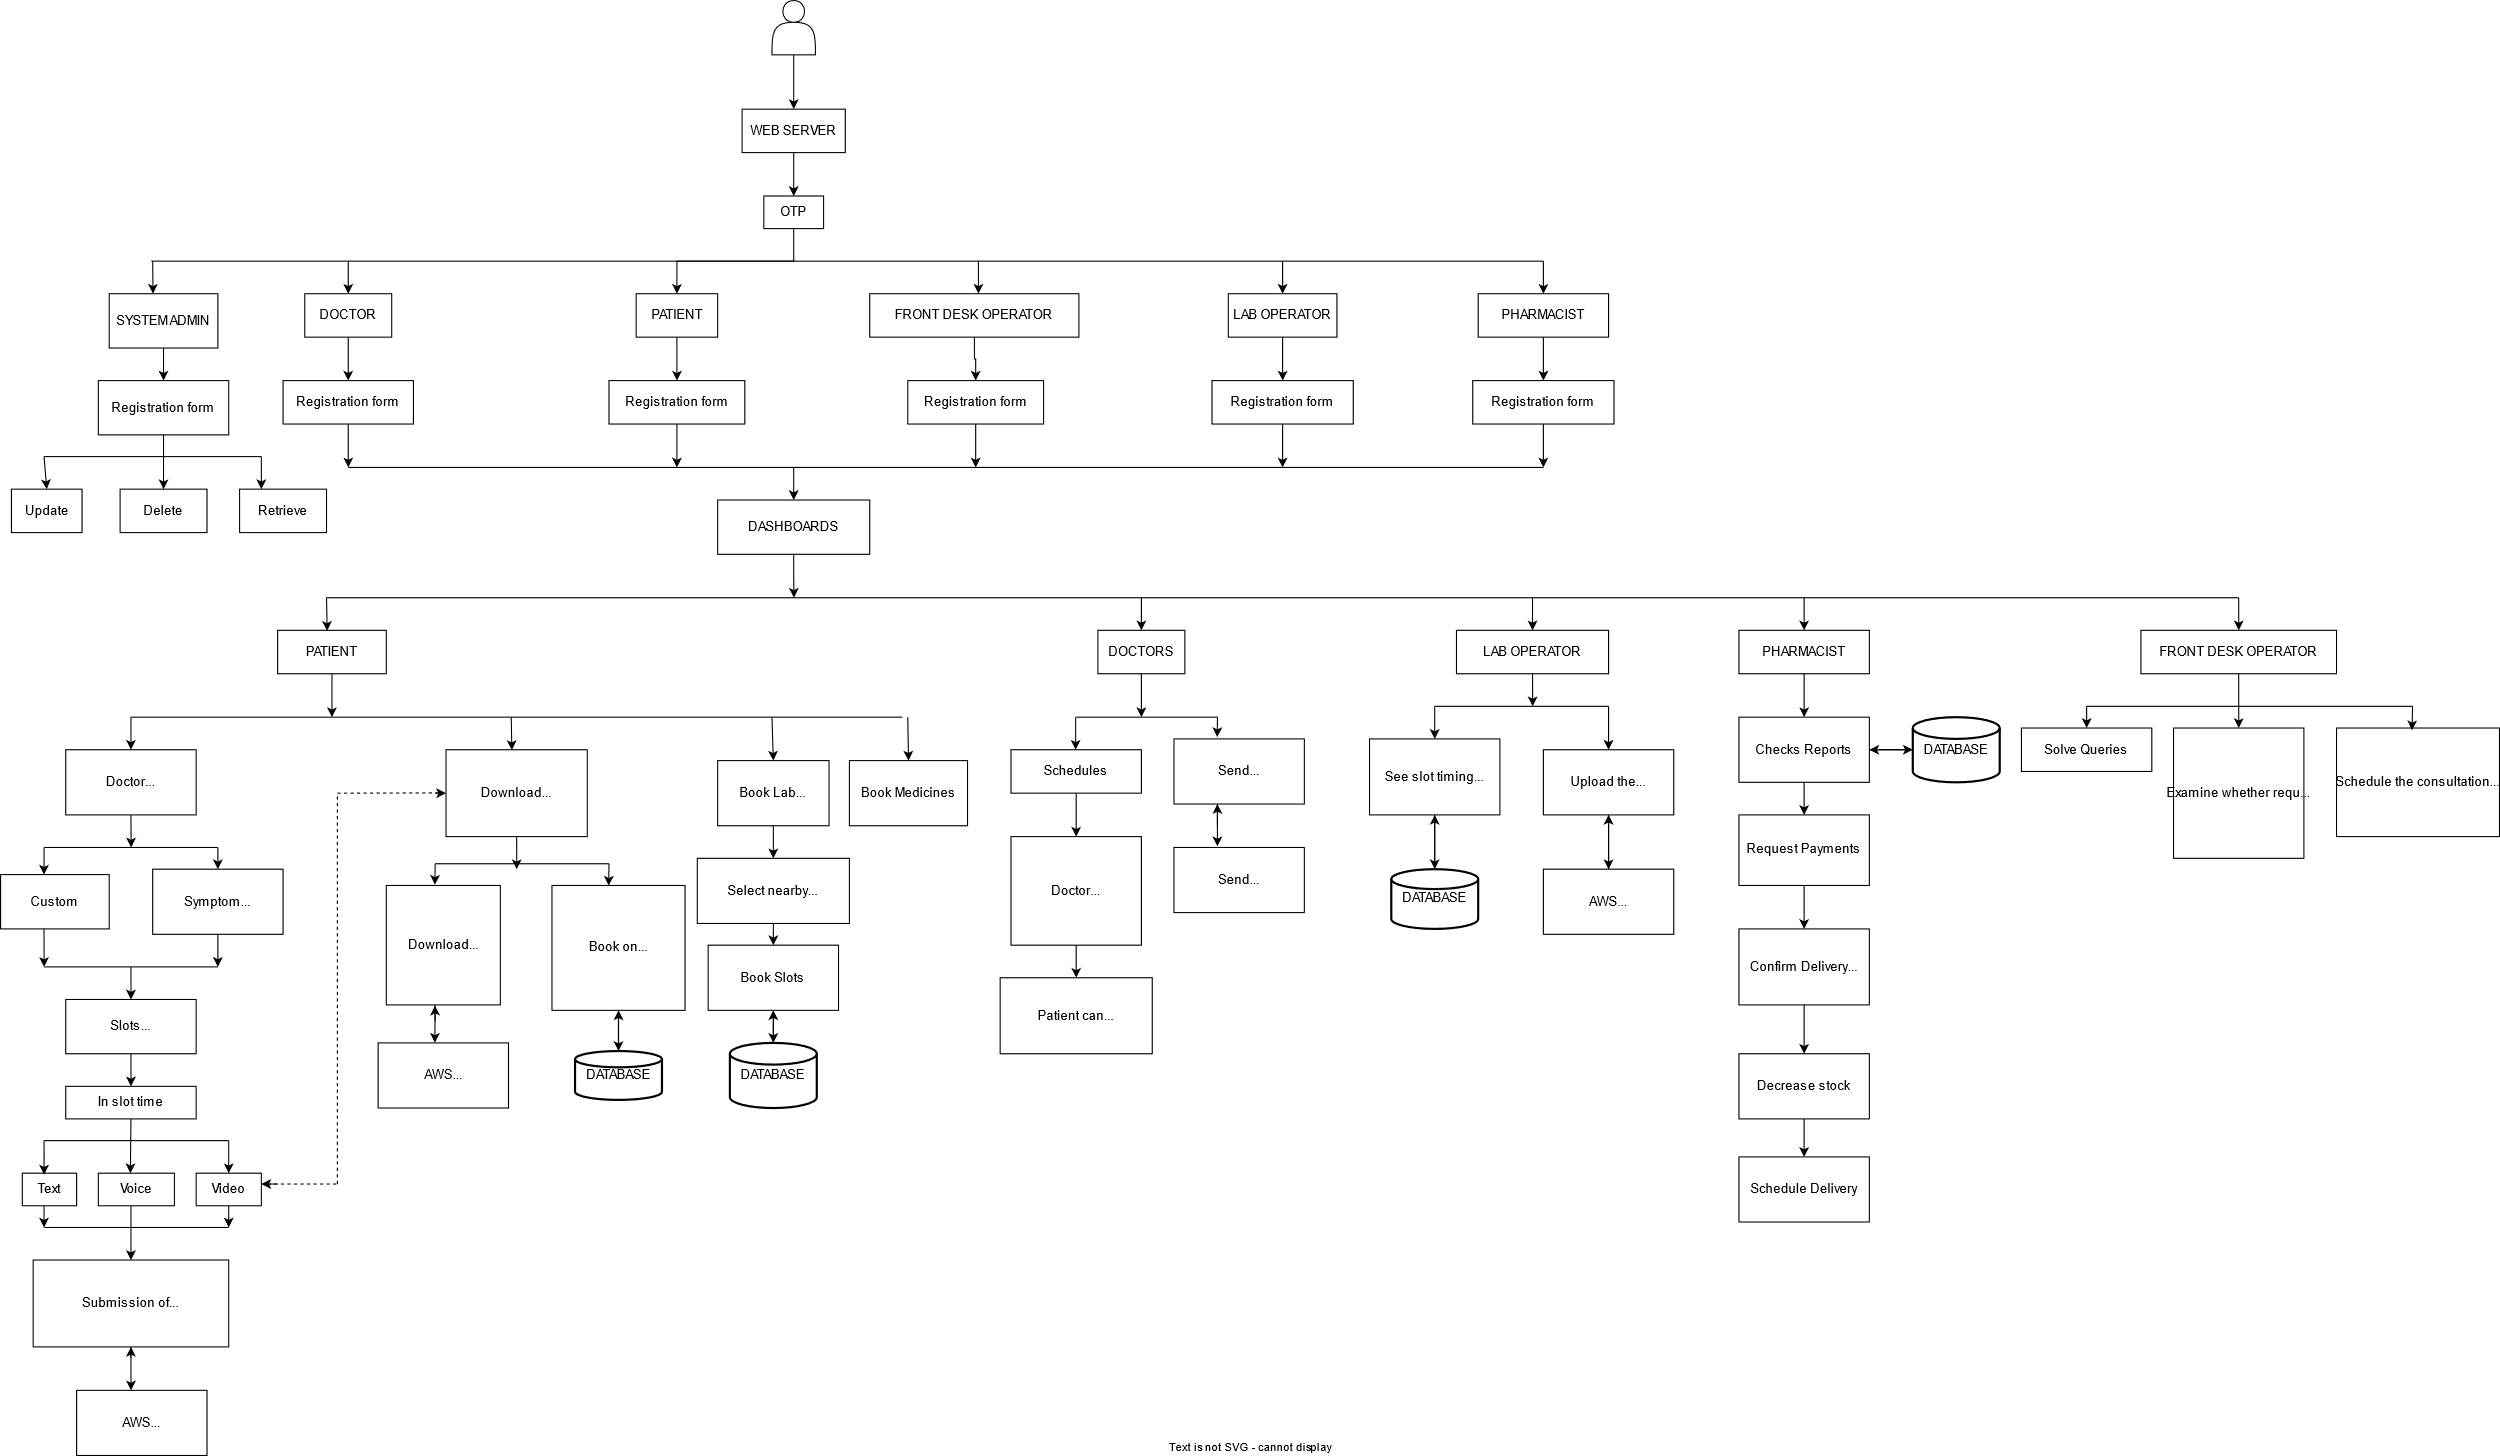 WEB SERVER
OTP
SYSTEM ADMIN
DOCTOR
PATIENT
FRONT DESK OPERATOR
LAB OPERATOR
PHARMACIST
Registration form
Registration form
Registration form
Registration form
Registration form
Registration form
Update
Delete
Retrieve
DASHBOARDS
PATIENT
DOCTORS
LAB OPERATOR
PHARMACIST
FRONT DESK OPERATOR
Doctor...
Download...
Book Lab...
Book Medicines
Schedules
Send...
See slot timing...
Upload the...
Checks Reports
DATABASE
Solve Queries
Examine whether requ...
Schedule the consultation...
Custom
Symptom...
Download...
Book on...
Select nearby...
Doctor...
Send...
DATABASE
AWS...
Request Payments
Book Slots
Confirm Delivery...
Slots...
AWS...
DATABASE
DATABASE
Patient can...
Decrease stock
In slot time
Text
Voice
Video
Schedule Delivery
Submission of...
AWS...
Text is not SVG - cannot display